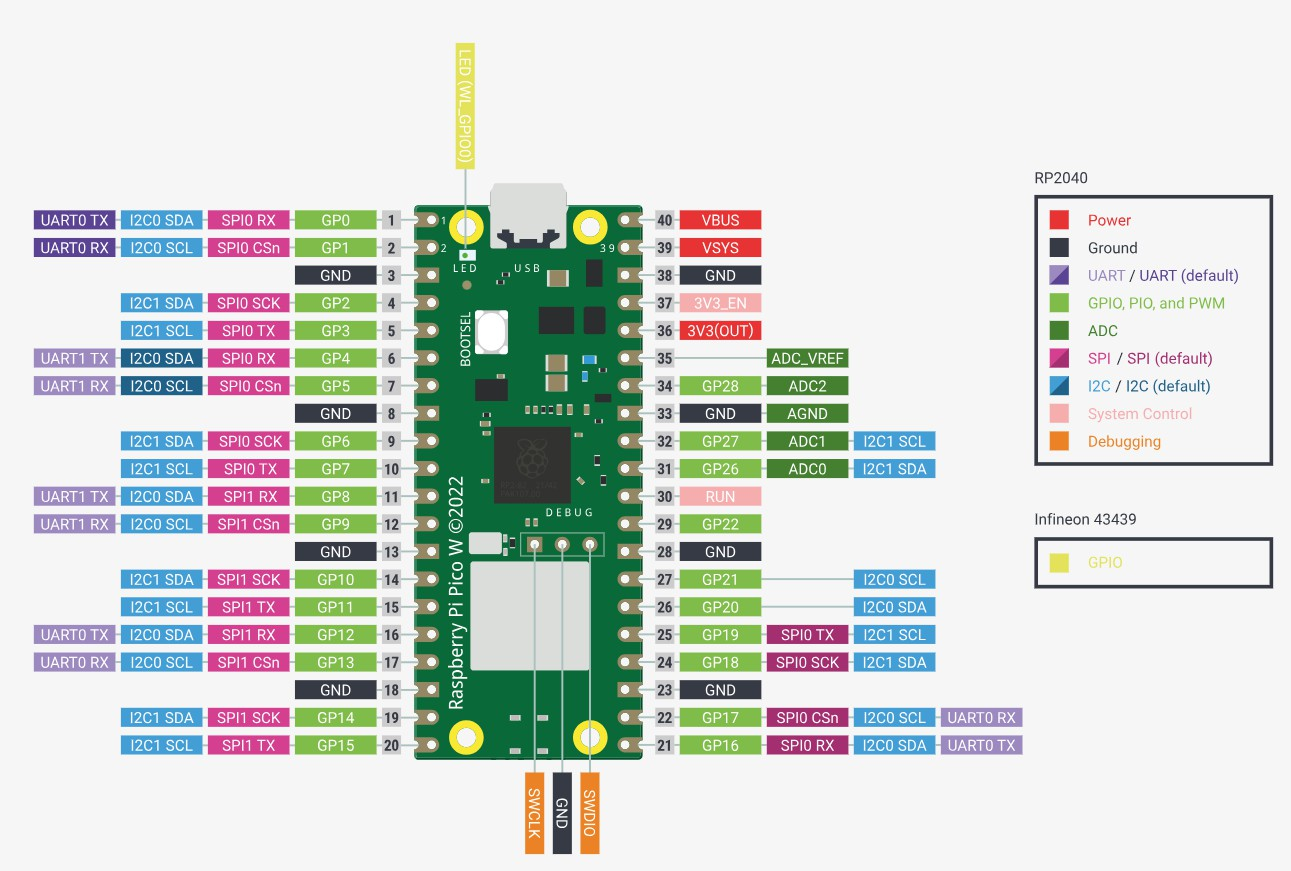 LED (WL_GPIO0)
UART0 TX I2C0 SDA SPI0 RX GP0 1 1 40 VBUS
UART0 RX I2C0 SCL SPI0 CSn GP1 2 2 39 39 VSYS
GND 3 LED USB 38 GND
I2C1 SDA SPI0 SCK GP2 4 37 3V3_EN
I2C1 SCL SPI0 TX GP3 5 BOOTSEL 36 3V3(OUT)
UART1 TX I2C0 SDA SPI0 RX GP4 6 35 ADC_VREF
UART1 RX I2C0 SCL SPI0 CSn GP5 7 34 GP28 ADC2
GND 8 33 GND AGND
I2C1 SDA SPI0 SCK GP6 9 32 GP27 ADC1 I2C1 SCL
I2C1 SCL SPI0 TX GP7 10 31 GP26 ADC0 I2C1 SDA
UART1 TX I2C0 SDA SPI1 RX GP8 11 30 RUN
UART1 RX I2C0 SCL SPI1 CSn GP9 12 DEBUG 29 GP22
GND 13 28 GND
I2C1 SDA SPI1 SCK GP10 14 27 GP21 I2C0 SCL
I2C1 SCL SPI1 TX GP11 15 26 GP20 I2C0 SDA
UART0 TX I2C0 SDA SPI1 RX GP12 16 25 GP19 SPI0 TX I2C1 SCL
UART0 RX I2C0 SCL SPI1 CSn GP13 17 24 GP18 SPI0 SCK I2C1 SDA
GND 18 23 GND
I2C1 SDA SPI1 SCK GP14 19 22 GP17 SPI0 CSn I2C0 SCL UART0 RX
I2C1 SCL SPI1 TX GP15 20 21 GP16 SPI0 RX I2C0 SDA UART0 TX
Raspberry Pi Pico W ©2022
SWCLK
GND
SWDIO
RP2040
Power
Ground
UART / UART (default)
GPIO, PIO, and PWM
ADC
SPI / SPI (default)
I2C / I2C (default)
System Control
Debugging
Infineon 43439
GPIO